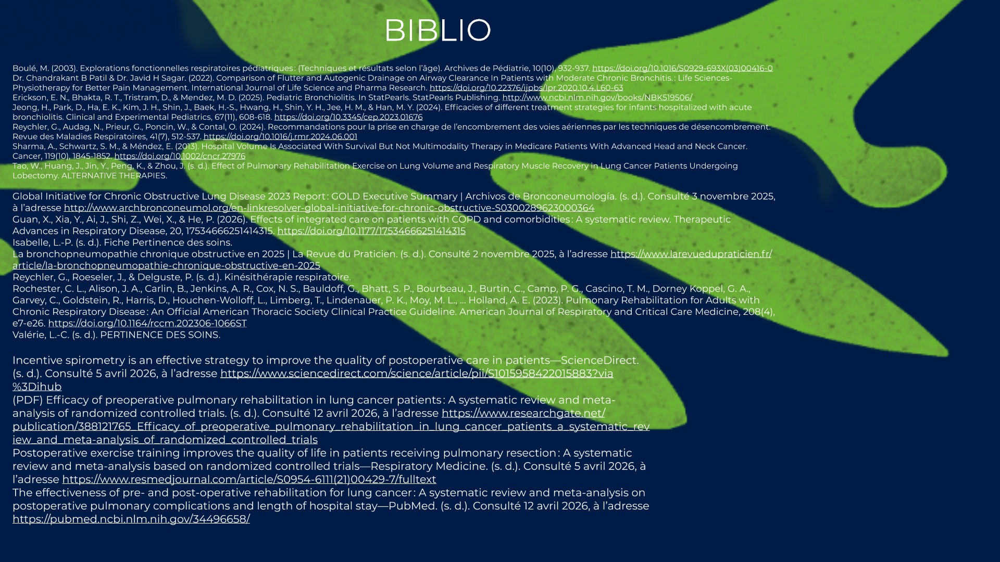 BIBLIO
Boulé, M. (2003). Explorations fonctionnelles respiratoires pédiatriques : (Techniques et résultats selon l’âge). Archives de Pédiatrie, 10(10), 932-937. https://doi.org/10.1016/S0929-693X(03)00416-0
Dr. Chandrakant B Patil & Dr. Javid H Sagar. (2022). Comparison of Flutter and Autogenic Drainage on Airway Clearance In Patients with Moderate Chronic Bronchitis. : Life Sciences-
Physiotherapy for Better Pain Management. International Journal of Life Science and Pharma Research. https://doi.org/10.22376/ijpbs/lpr.2020.10.4.L60-63
Erickson, E. N., Bhakta, R. T., Tristram, D., & Mendez, M. D. (2025). Pediatric Bronchiolitis. In StatPearls. StatPearls Publishing. http://www.ncbi.nlm.nih.gov/books/NBK519506/
Jeong, H., Park, D., Ha, E. K., Kim, J. H., Shin, J., Baek, H.-S., Hwang, H., Shin, Y. H., Jee, H. M., & Han, M. Y. (2024). Efficacies of different treatment strategies for infants hospitalized with acute
bronchiolitis. Clinical and Experimental Pediatrics, 67(11), 608-618. https://doi.org/10.3345/cep.2023.01676
Reychler, G., Audag, N., Prieur, G., Poncin, W., & Contal, O. (2024). Recommandations pour la prise en charge de l’encombrement des voies aériennes par les techniques de désencombrement.
Revue des Maladies Respiratoires, 41(7), 512-537. https://doi.org/10.1016/j.rmr.2024.06.001
Sharma, A., Schwartz, S. M., & Méndez, E. (2013). Hospital Volume Is Associated With Survival But Not Multimodality Therapy in Medicare Patients With Advanced Head and Neck Cancer.
Cancer, 119(10), 1845-1852. https://doi.org/10.1002/cncr.27976
Tao, W., Huang, J., Jin, Y., Peng, K., & Zhou, J. (s. d.). Effect of Pulmonary Rehabilitation Exercise on Lung Volume and Respiratory Muscle Recovery in Lung Cancer Patients Undergoing
Lobectomy. ALTERNATIVE THERAPIES.
Global Initiative for Chronic Obstructive Lung Disease 2023 Report : GOLD Executive Summary | Archivos de Bronconeumología. (s. d.). Consulté 3 novembre 2025,
à l’adresse http://www.archbronconeumol.org/en-linkresolver-global-initiative-for-chronic-obstructive-S0300289623000364
Guan, X., Xia, Y., Ai, J., Shi, Z., Wei, X., & He, P. (2026). Effects of integrated care on patients with COPD and comorbidities : A systematic review. Therapeutic
Advances in Respiratory Disease, 20, 17534666251414315. https://doi.org/10.1177/17534666251414315
Isabelle, L.-P. (s. d.). Fiche Pertinence des soins.
La bronchopneumopathie chronique obstructive en 2025 | La Revue du Praticien. (s. d.). Consulté 2 novembre 2025, à l’adresse https://www.larevuedupraticien.fr/
article/la-bronchopneumopathie-chronique-obstructive-en-2025
Reychler, G., Roeseler, J., & Delguste, P. (s. d.). Kinésithérapie respiratoire.
Rochester, C. L., Alison, J. A., Carlin, B., Jenkins, A. R., Cox, N. S., Bauldoff, G., Bhatt, S. P., Bourbeau, J., Burtin, C., Camp, P. G., Cascino, T. M., Dorney Koppel, G. A.,
Garvey, C., Goldstein, R., Harris, D., Houchen-Wolloff, L., Limberg, T., Lindenauer, P. K., Moy, M. L., … Holland, A. E. (2023). Pulmonary Rehabilitation for Adults with
Chronic Respiratory Disease : An Official American Thoracic Society Clinical Practice Guideline. American Journal of Respiratory and Critical Care Medicine, 208(4),
e7-e26. https://doi.org/10.1164/rccm.202306-1066ST
Valérie, L.-C. (s. d.). PERTINENCE DES SOINS.
Incentive spirometry is an effective strategy to improve the quality of postoperative care in patients—ScienceDirect.
(s. d.). Consulté 5 avril 2026, à l’adresse https://www.sciencedirect.com/science/article/pii/S1015958422015883?via
%3Dihub
(PDF) Efficacy of preoperative pulmonary rehabilitation in lung cancer patients : A systematic review and meta-
analysis of randomized controlled trials. (s. d.). Consulté 12 avril 2026, à l’adresse https://www.researchgate.net/
publication/388121765_Efficacy_of_preoperative_pulmonary_rehabilitation_in_lung_cancer_patients_a_systematic_rev
iew_and_meta-analysis_of_randomized_controlled_trials
Postoperative exercise training improves the quality of life in patients receiving pulmonary resection : A systematic
review and meta-analysis based on randomized controlled trials—Respiratory Medicine. (s. d.). Consulté 5 avril 2026, à
l’adresse https://www.resmedjournal.com/article/S0954-6111(21)00429-7/fulltext
The effectiveness of pre- and post-operative rehabilitation for lung cancer : A systematic review and meta-analysis on
postoperative pulmonary complications and length of hospital stay—PubMed. (s. d.). Consulté 12 avril 2026, à l’adresse
https://pubmed.ncbi.nlm.nih.gov/34496658/